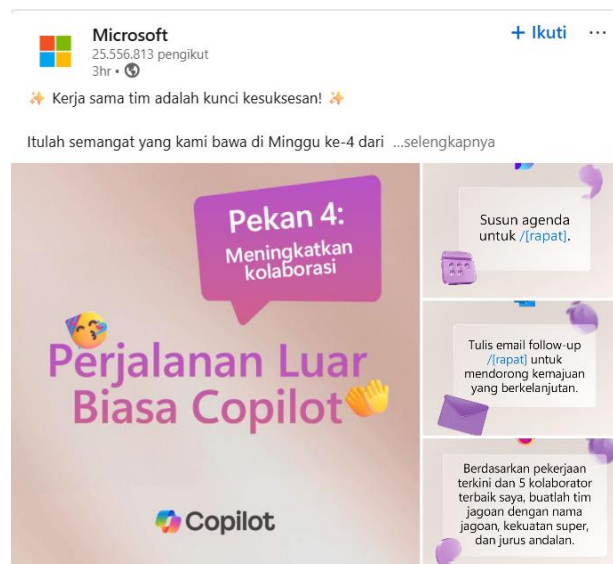 Microsoft
+ Ikuti ...
25.556.813 pengikut
3hr •
✨ Kerja sama tim adalah kunci kesuksesan! ✨
Itulah semangat yang kami bawa di Minggu ke-4 dari ...selengkapnya
Pekan 4:
Meningkatkan
kolaborasi
Perjalanan Luar
Biasa Copilot
Copilot
Susun agenda
untuk /[rapat].
Tulis email follow-up
/[rapat] untuk
mendorong kemajuan
yang berkelanjutan.
Berdasarkan pekerjaan
terkini dan 5 kolaborator
terbaik saya, buatlah tim
jagoan dengan nama
jagoan, kekuatan super,
dan jurus andalan.